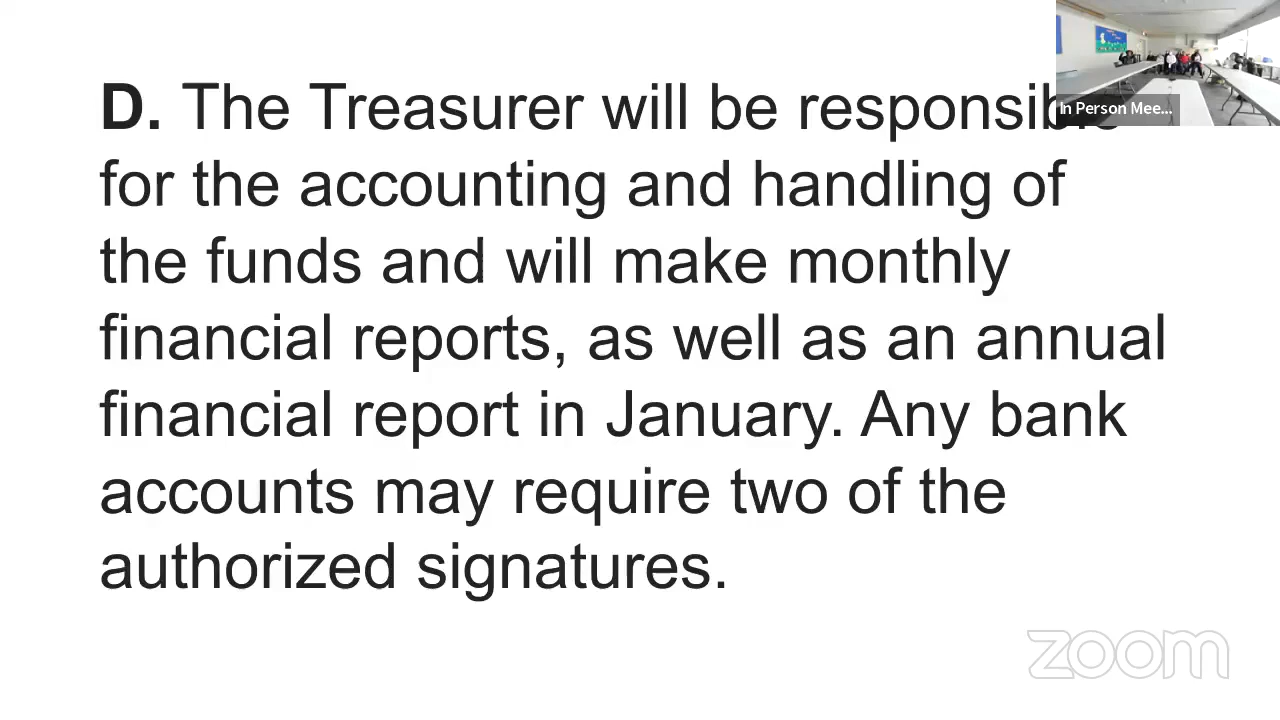 D. The Treasurer will be responsible
for the accounting and handling of
the funds and will make monthly
financial reports, as well as an annual
financial report in January. Any bank
accounts may require two of the
authorized signatures.
In Person Mee...
zoom